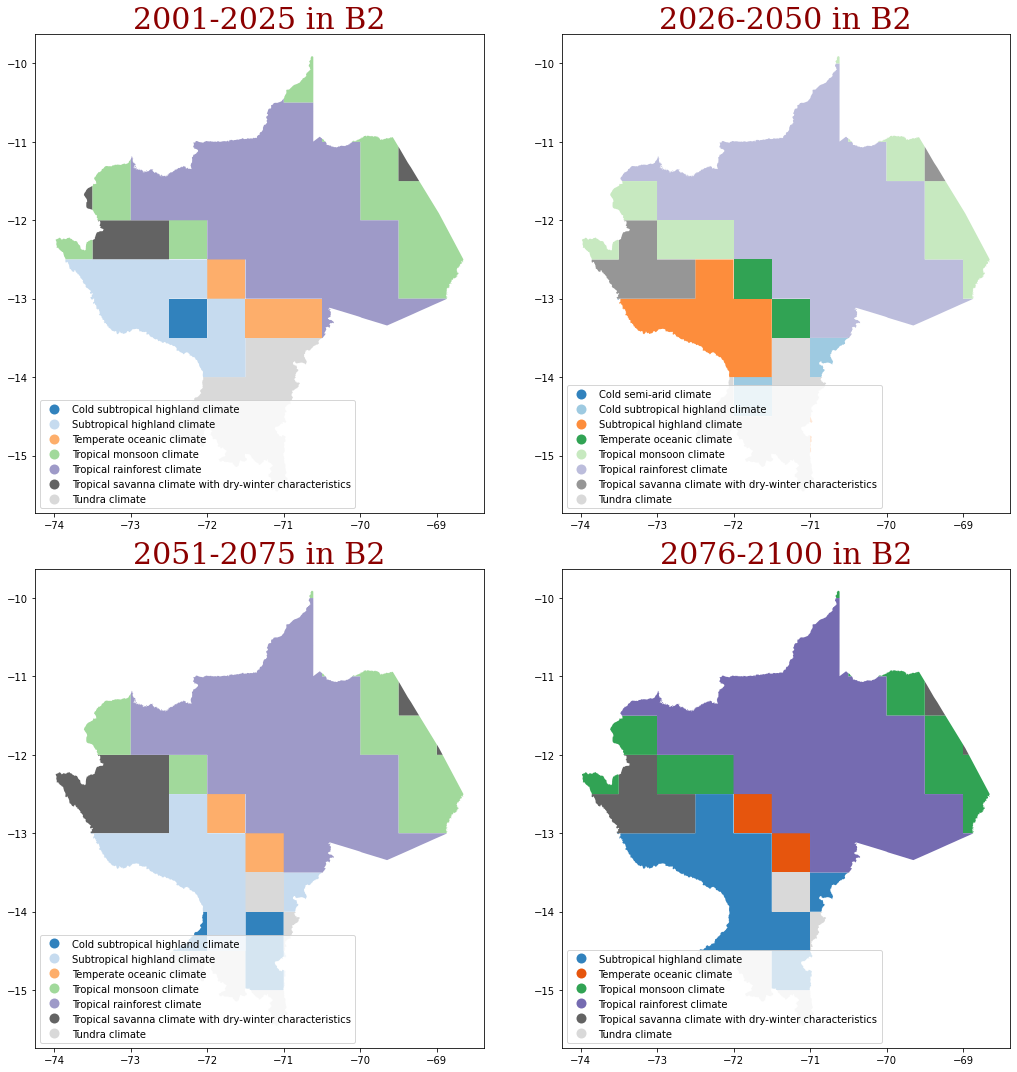 2001-2025 in B2
−10
−11
−12
−13
−14
−15
Cold subtropical highland climate
Subtropical highland climate
Temperate oceanic climate
Tropical monsoon climate
Tropical rainforest climate
Tropical savanna climate with dry-winter characteristics
Tundra climate
−74 −73 −72 −71 −70 −69
2026-2050 in B2
−10
−11
−12
−13
−14
−15
Cold semi-arid climate
Cold subtropical highland climate
Subtropical highland climate
Temperate oceanic climate
Tropical monsoon climate
Tropical rainforest climate
Tropical savanna climate with dry-winter characteristics
Tundra climate
−74 −73 −72 −71 −70 −69
2051-2075 in B2
−10
−11
−12
−13
−14
−15
Cold subtropical highland climate
Subtropical highland climate
Temperate oceanic climate
Tropical monsoon climate
Tropical rainforest climate
Tropical savanna climate with dry-winter characteristics
Tundra climate
−74 −73 −72 −71 −70 −69
2076-2100 in B2
−10
−11
−12
−13
−14
−15
Subtropical highland climate
Temperate oceanic climate
Tropical monsoon climate
Tropical rainforest climate
Tropical savanna climate with dry-winter characteristics
Tundra climate
−74 −73 −72 −71 −70 −69